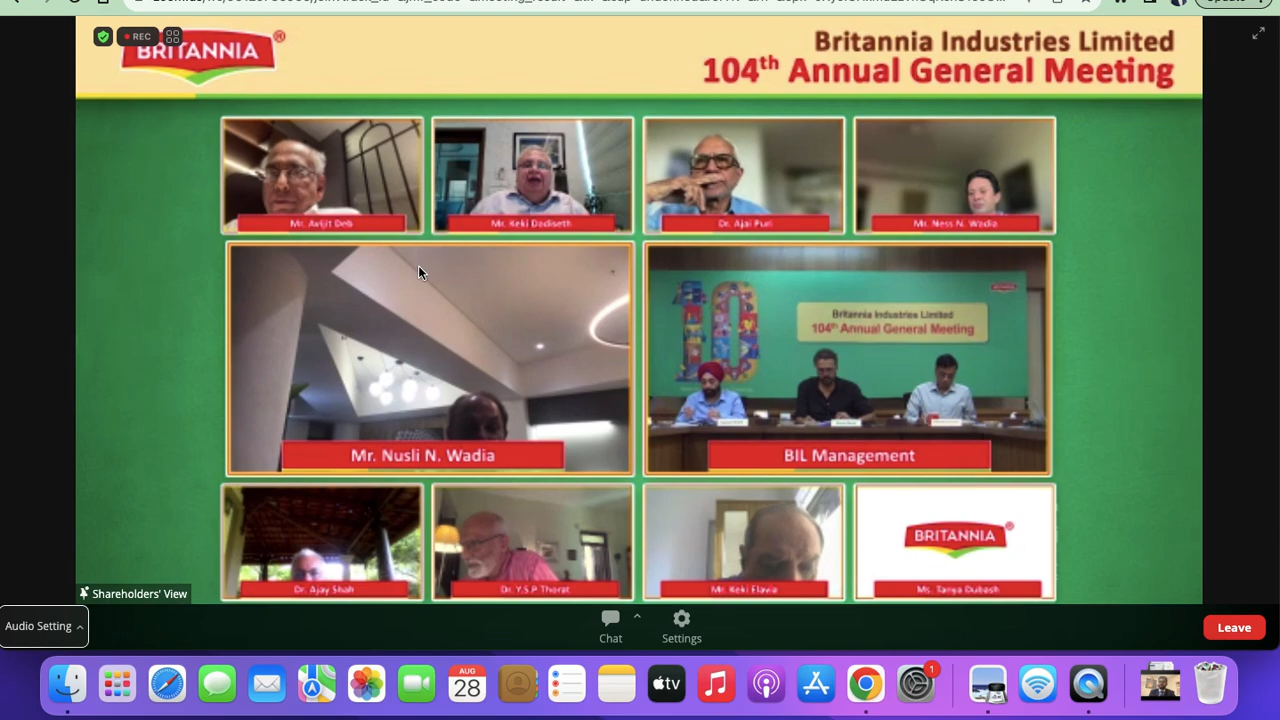 REC
BRITANNIA
Britannia Industries Limited
104th Annual General Meeting
Mr. Avijit Deb
Mr. Keki Dadiseth
Dr. Ajai Puri
Mr. Ness N. Wadia
Britannia Industries Limited
104th Annual General Meeting
Mr. Nusli N. Wadia
BIL Management
BRITANNIA
Dr. Ajay Shah
Dr. Y.S.P Thorat
Mr. Keki Elavia
Ms. Tanya Dubash
Shareholders' View
Audio Setting
Chat
Settings
Leave
AUG
28
tv
1